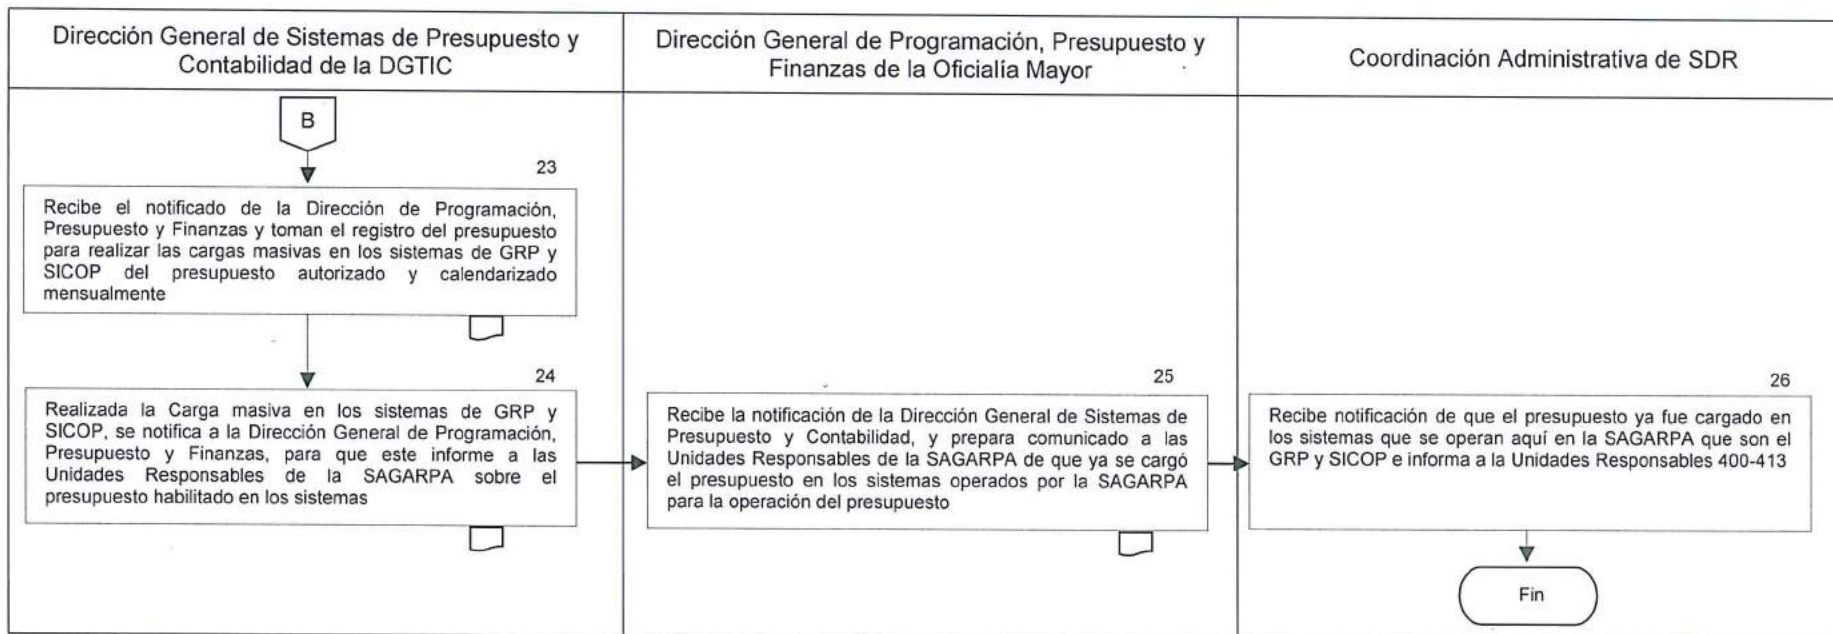 Dirección General de Sistemas de Presupuesto y
Contabilidad de la DGTIC
Dirección General de Programación, Presupuesto y
Finanzas de la Oficialía Mayor
Coordinación Administrativa de SDR
B
23
Recibe el notificado de la Dirección de Programación,
Presupuesto y Finanzas y toman el registro del presupuesto
para realizar las cargas masivas en los sistemas de GRP y
SICOP del presupuesto autorizado y calendarizado
mensualmente
24
Realizada la Carga masiva en los sistemas de GRP y
SICOP, se notifica a la Dirección General de Programación,
Presupuesto y Finanzas, para que este informe a las
Unidades Responsables de la SAGARPA sobre el
presupuesto habilitado en los sistemas
25
Recibe la notificación de la Dirección General de Sistemas de
Presupuesto y Contabilidad, y prepara comunicado a las
Unidades Responsables de la SAGARPA de que ya se cargó
el presupuesto en los sistemas operados por la SAGARPA
para la operación del presupuesto
26
Recibe notificación de que el presupuesto ya fue cargado en
los sistemas que se operan aquí en la SAGARPA que son el
GRP y SICOP e informa a la Unidades Responsables 400-413
Fin